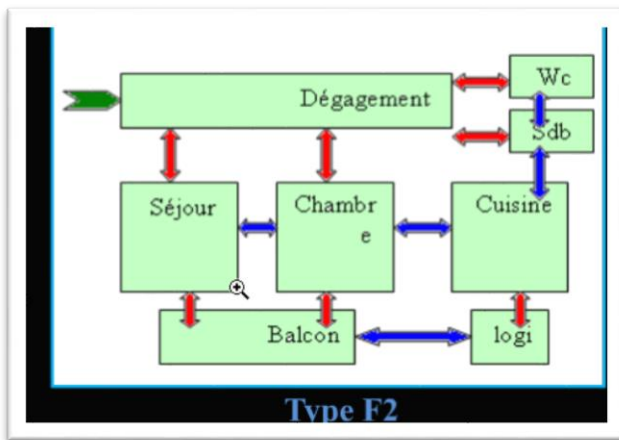 Wc
Dégagement
Sdb
Séjour
Chambr
e
Cuisine
Balcon
logi
Type F2